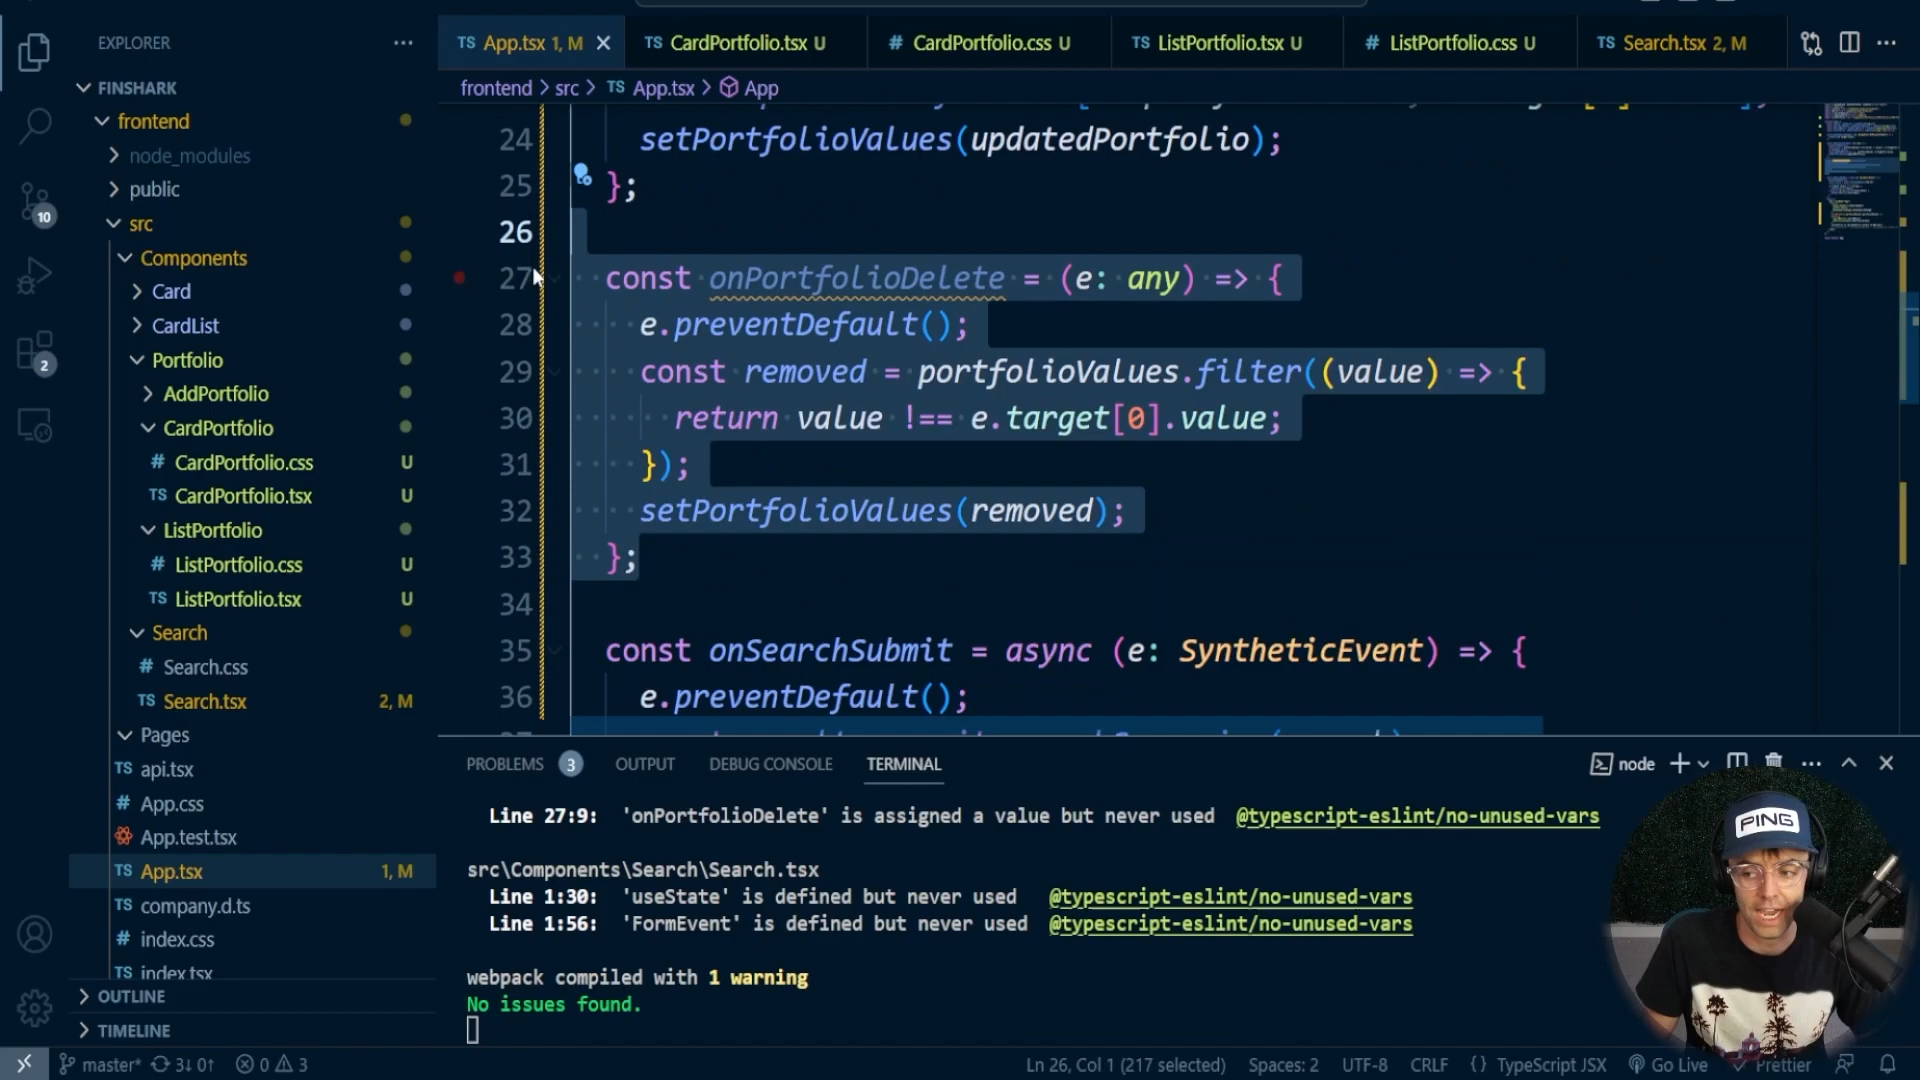 EXPLORER
FINSHARK
frontend
node_modules
public
src
Components
Card
CardList
Portfolio
AddPortfolio
CardPortfolio
# CardPortfolio.css U
TS CardPortfolio.tsx U
ListPortfolio
# ListPortfolio.css U
TS ListPortfolio.tsx U
Search
# Search.css
TS Search.tsx 2, M
Pages
TS api.tsx
# App.css
App.test.tsx
TS App.tsx 1, M
TS company.d.ts
# index.css
TS index.tsx
OUTLINE
TIMELINE
10
2
TS App.tsx 1, M
TS CardPortfolio.tsx U
# CardPortfolio.css U
TS ListPortfolio.tsx U
# ListPortfolio.css U
TS Search.tsx 2, M
frontend > src > TS App.tsx > App
24 setPortfolioValues(updatedPortfolio);
25 };
26
27 const onPortfolioDelete = (e: any) => {
28 e.preventDefault();
29 const removed = portfolioValues.filter((value) => {
30 return value !== e.target[0].value;
31 });
32 setPortfolioValues(removed);
33 };
34
35 const onSearchSubmit = async (e: SyntheticEvent) => {
36 e.preventDefault();
PROBLEMS 3 OUTPUT DEBUG CONSOLE TERMINAL
node
Line 27:9: 'onPortfolioDelete' is assigned a value but never used @typescript-eslint/no-unused-vars
src\Components\Search\Search.tsx
Line 1:30: 'useState' is defined but never used @typescript-eslint/no-unused-vars
Line 1:56: 'FormEvent' is defined but never used @typescript-eslint/no-unused-vars
webpack compiled with 1 warning
No issues found.
PING
master* 3↓ 0↑ 0 3
Ln 26, Col 1 (217 selected) Spaces: 2 UTF-8 CRLF {} TypeScript JSX Go Live Prettier